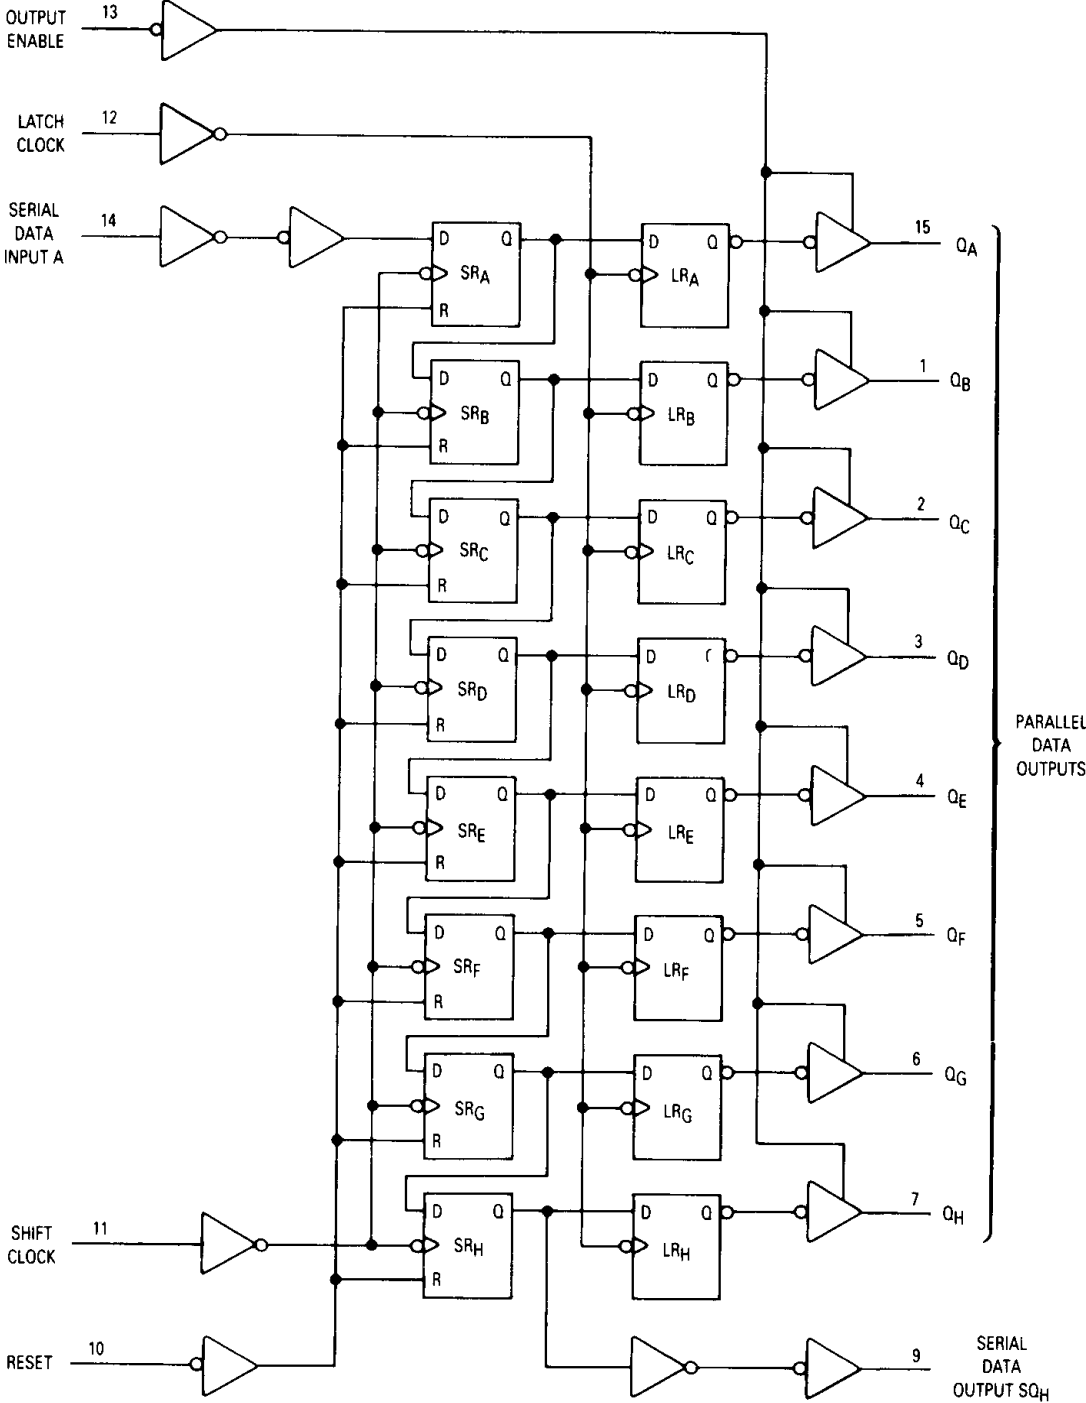 OUTPUT
ENABLE
13
LATCH
CLOCK
12
SERIAL
DATA
INPUT A
14
D Q
SRA
R
D Q
LRA
15
QA
D Q
SRB
R
D Q
LRB
1
QB
D Q
SRC
R
D Q
LRC
2
QC
D Q
SRD
R
D
LRD
3
QD
D Q
SRE
R
D Q
LRE
4
QE
D Q
SRF
R
D Q
LRF
5
QF
D Q
SRG
R
D Q
LRG
6
QG
D Q
SRH
R
D Q
LRH
7
QH
PARALLEL
DATA
OUTPUTS
SHIFT
CLOCK
11
RESET
10
9
SERIAL
DATA
OUTPUT SQH